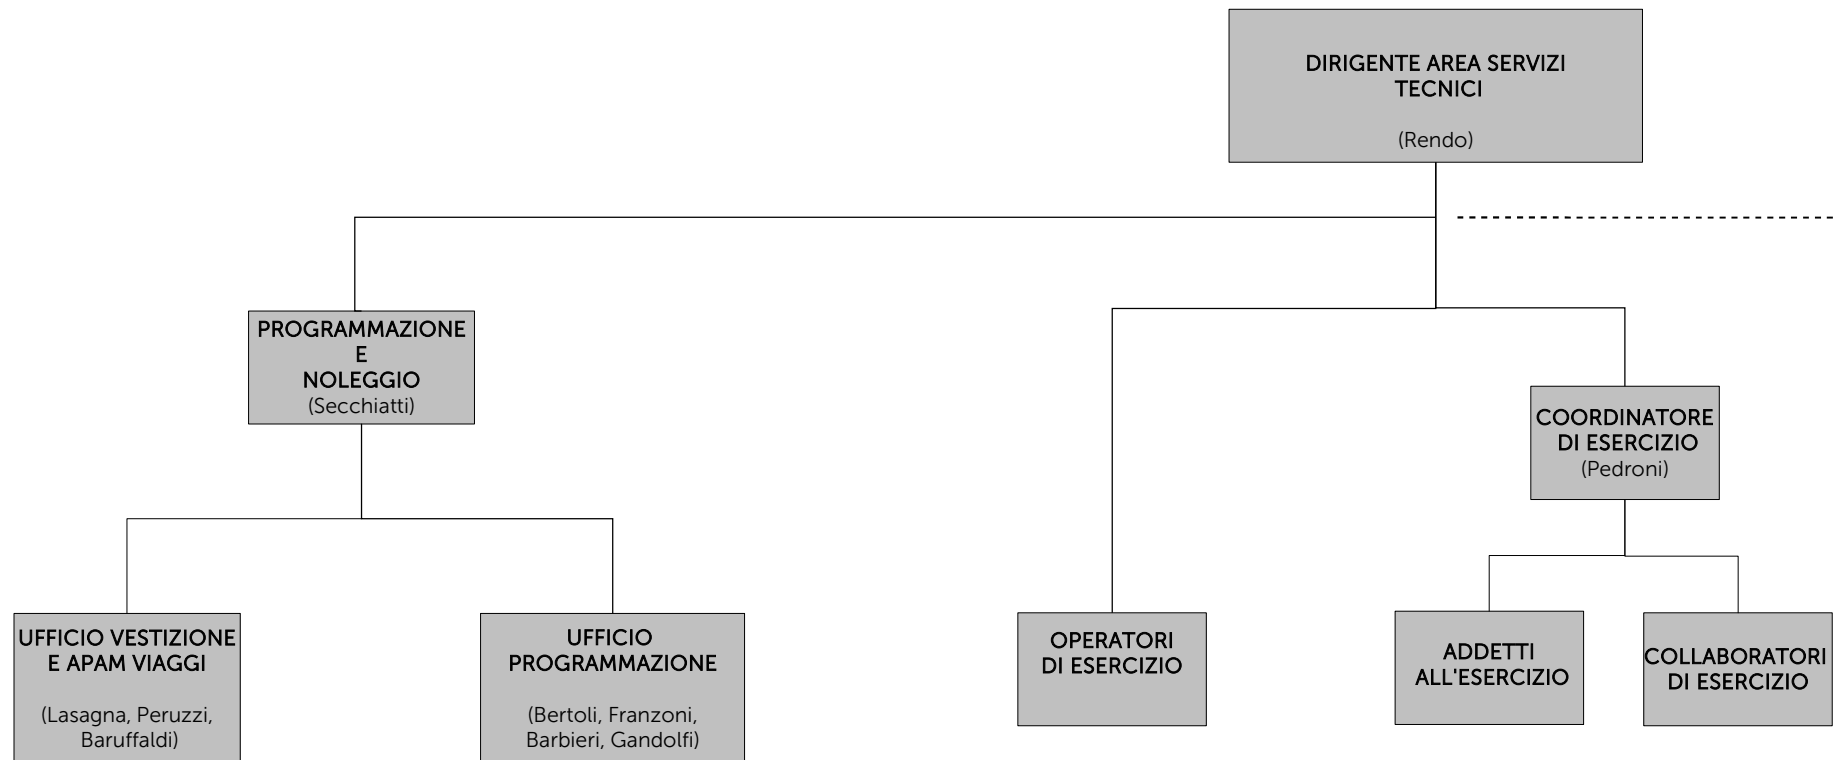 DIRIGENTE AREA SERVIZI
TECNICI
(Rendo)
PROGRAMMAZIONE
E
NOLEGGIO
(Secchiatti)
COORDINATORE
DI ESERCIZIO
(Pedroni)
UFFICIO VESTIZIONE
E APAM VIAGGI
(Lasagna, Peruzzi,
Baruffaldi)
UFFICIO
PROGRAMMAZIONE
(Bertoli, Franzoni,
Barbieri, Gandolfi)
OPERATORI
DI ESERCIZIO
ADDETTI
ALL'ESERCIZIO
COLLABORATORI
DI ESERCIZIO